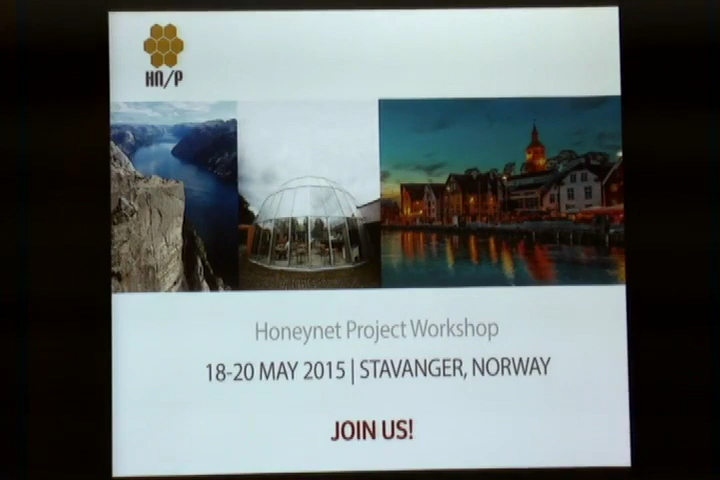 HN/P
Honeynet Project Workshop
18-20 MAY 2015 | STAVANGER, NORWAY
JOIN US!